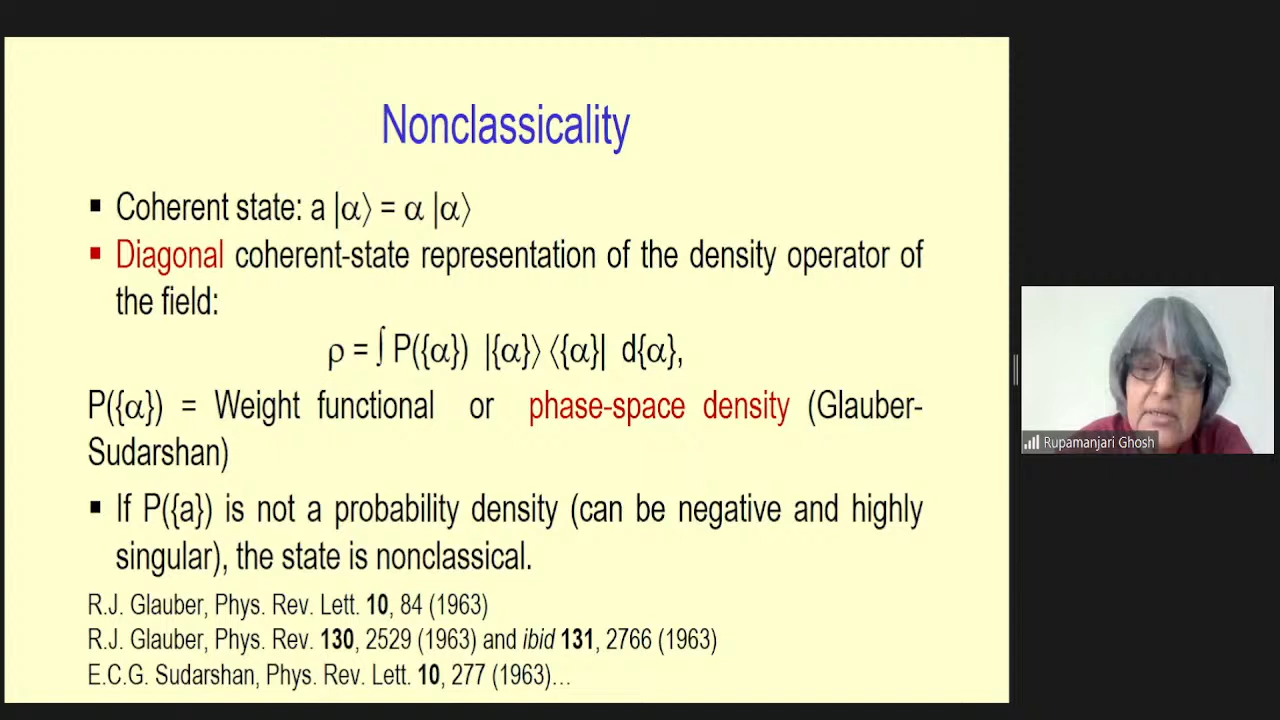 Nonclassicality
▪ Coherent state: a |α⟩ = α |α⟩
▪ Diagonal coherent-state representation of the density operator of
the field:
ρ = ∫ P({α}) |{α}⟩ ⟨{α}| d{α},
P({α}) = Weight functional or phase-space density (Glauber-
Sudarshan)
▪ If P({a}) is not a probability density (can be negative and highly
singular), the state is nonclassical.
R.J. Glauber, Phys. Rev. Lett. 10, 84 (1963)
R.J. Glauber, Phys. Rev. 130, 2529 (1963) and ibid 131, 2766 (1963)
E.C.G. Sudarshan, Phys. Rev. Lett. 10, 277 (1963)…
Rupamanjari Ghosh